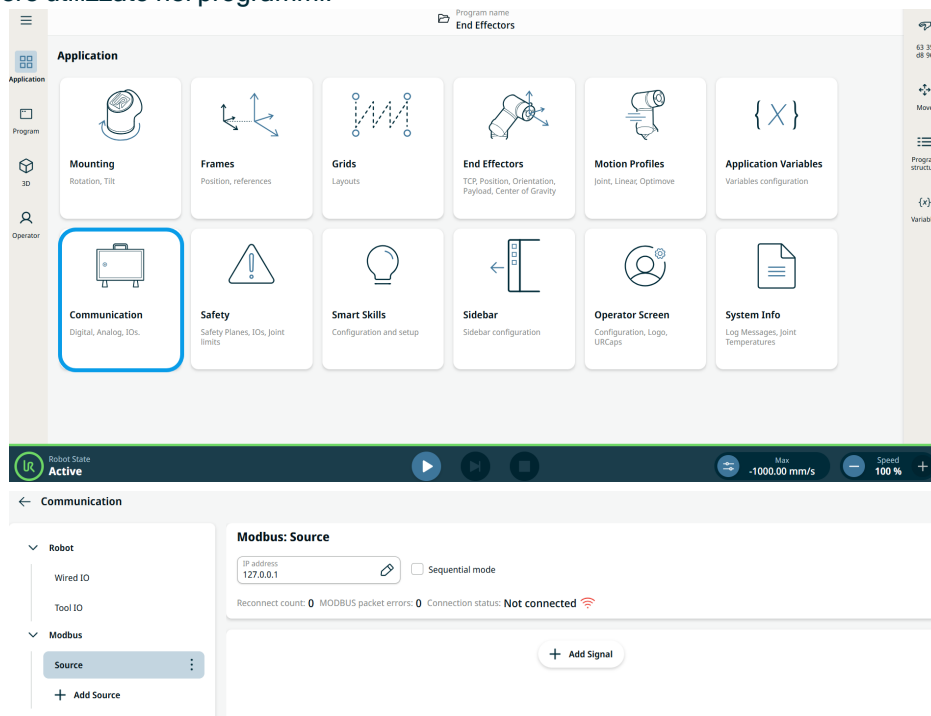 utilizzate nei programmi.
Program name
End Effectors
Application
Application
Program
3D
Operator
Mounting
Rotation, Tilt
Frames
Position, references
Grids
Layouts
End Effectors
TCP, Position, Orientation,
Payload, Center of Gravity
Motion Profiles
Joint, Linear, Optimove
Application Variables
Variables configuration
Communication
Digital, Analog, IOs.
Safety
Safety Planes, IOs, Joint
limits
Smart Skills
Configuration and setup
Sidebar
Sidebar configuration
Operator Screen
Configuration, Logo,
URCaps
System Info
Log Messages, Joint
Temperatures
Robot State
Active
Max
-1000.00 mm/s
Speed
100 %
Communication
Robot
Wired IO
Tool IO
Modbus
Source
Add Source
Modbus: Source
IP address
127.0.0.1
Sequential mode
Reconnect count: 0 MODBUS packet errors: 0 Connection status: Not connected
+ Add Signal